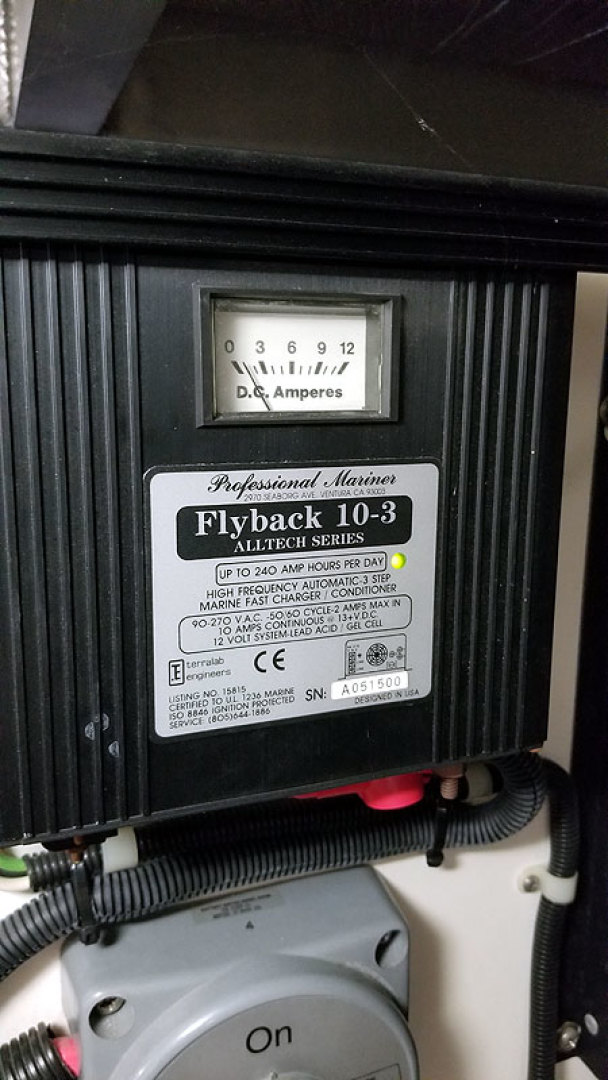 0 3 6 9 12
D.C. Amperes
Professional Mariner
2970 SEABORG AVE. VENTURA CA 93003
Flyback 10-3
ALLTECH SERIES
UP TO 240 AMP HOURS PER DAY
HIGH FREQUENCY AUTOMATIC-3 STEP
MARINE FAST CHARGER / CONDITIONER
90-270 V.A.C. -50/60 CYCLE-2 AMPS MAX IN
10 AMPS CONTINUOUS @ 13+V.D.C.
12 VOLT SYSTEM-LEAD ACID / GEL CELL
terralab
engineers
CE
LISTING NO. 15815
CERTIFIED TO U.L. 1236 MARINE
ISO 8846 IGNITION PROTECTED
SERVICE: (805)644-1886
SN: A051500
DESIGNED IN USA
On